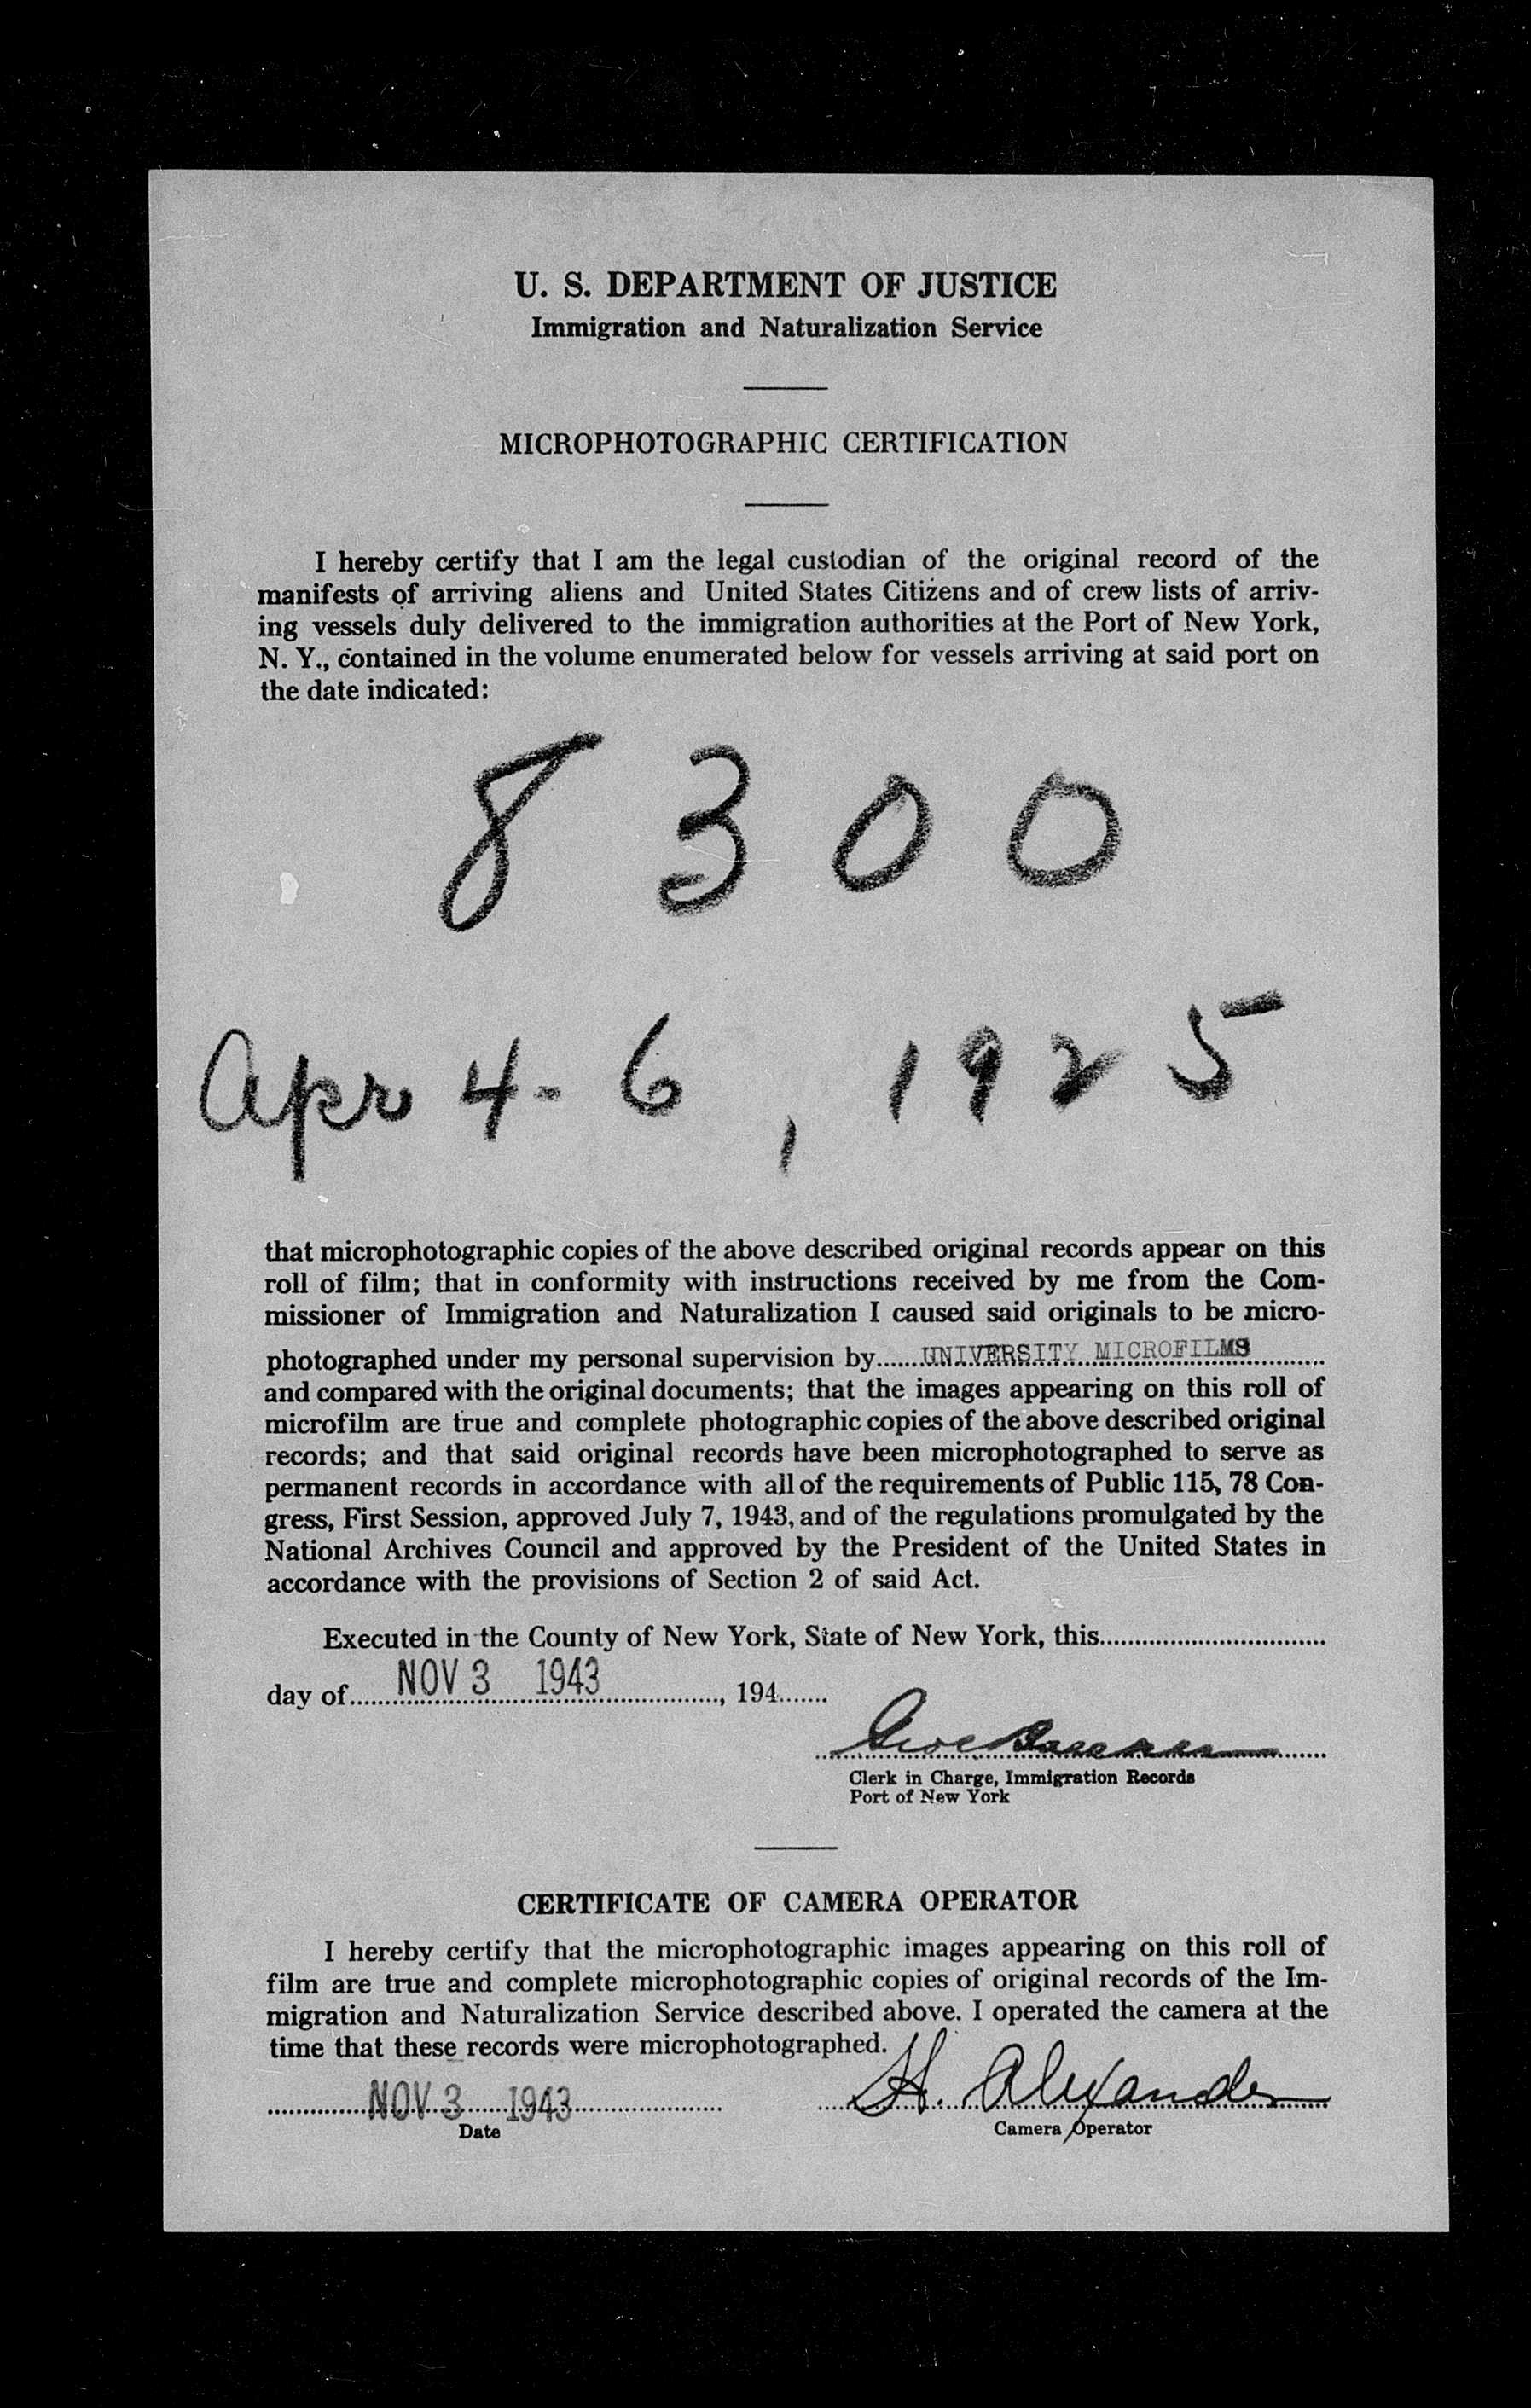 U. S. DEPARTMENT OF JUSTICE
Immigration and Naturalization Service
MICROPHOTOGRAPHIC CERTIFICATION
I hereby certify that I am the legal custodian of the original record of the
manifests of arriving aliens and United States Citizens and of crew lists of arriv-
ing vessels duly delivered to the immigration authorities at the Port of New York,
N. Y., contained in the volume enumerated below for vessels arriving at said port on
the date indicated:
8300
Apr 4-6, 1925
that microphotographic copies of the above described original records appear on this
roll of film; that in conformity with instructions received by me from the Com-
missioner of Immigration and Naturalization I caused said originals to be micro-
photographed under my personal supervision by UNIVERSITY MICROFILMS
and compared with the original documents; that the images appearing on this roll of
microfilm are true and complete photographic copies of the above described original
records; and that said original records have been microphotographed to serve as
permanent records in accordance with all of the requirements of Public 115, 78 Con-
gress, First Session, approved July 7, 1943, and of the regulations promulgated by the
National Archives Council and approved by the President of the United States in
accordance with the provisions of Section 2 of said Act.
Executed in the County of New York, State of New York, this
day of NOV 3 1943, 194
Clerk in Charge, Immigration Records
Port of New York
CERTIFICATE OF CAMERA OPERATOR
I hereby certify that the microphotographic images appearing on this roll of
film are true and complete microphotographic copies of original records of the Im-
migration and Naturalization Service described above. I operated the camera at the
time that these records were microphotographed.
NOV 3 1943 H. Alexander
Date Camera Operator